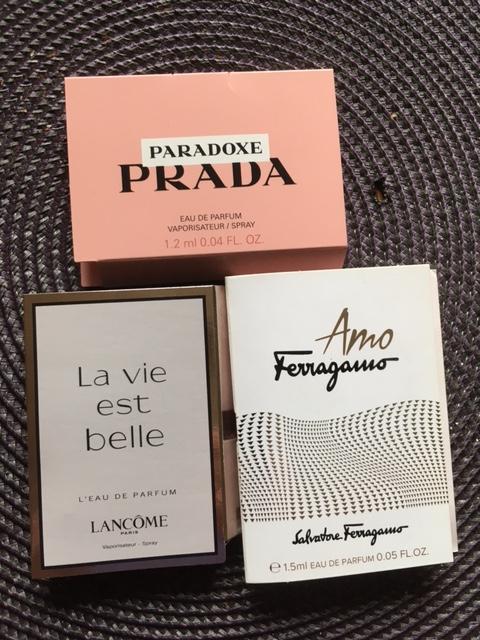 PARADOXE
PRADA
EAU DE PARFUM
VAPORISATEUR / SPRAY
1.2 ml 0.04 FL. OZ.
La vie
est
belle
L'EAU DE PARFUM
LANCÔME
PARIS
Vaporisateur - Spray
Amo
Ferragamo
Salvatore Ferragamo
℮ 1.5ml EAU DE PARFUM 0.05 FL.OZ.